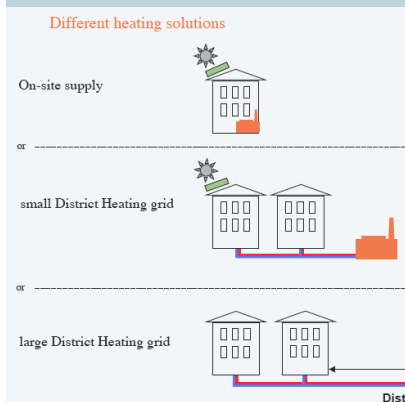 Different heating solutions
On-site supply
or
small District Heating grid
or
large District Heating grid
Dist